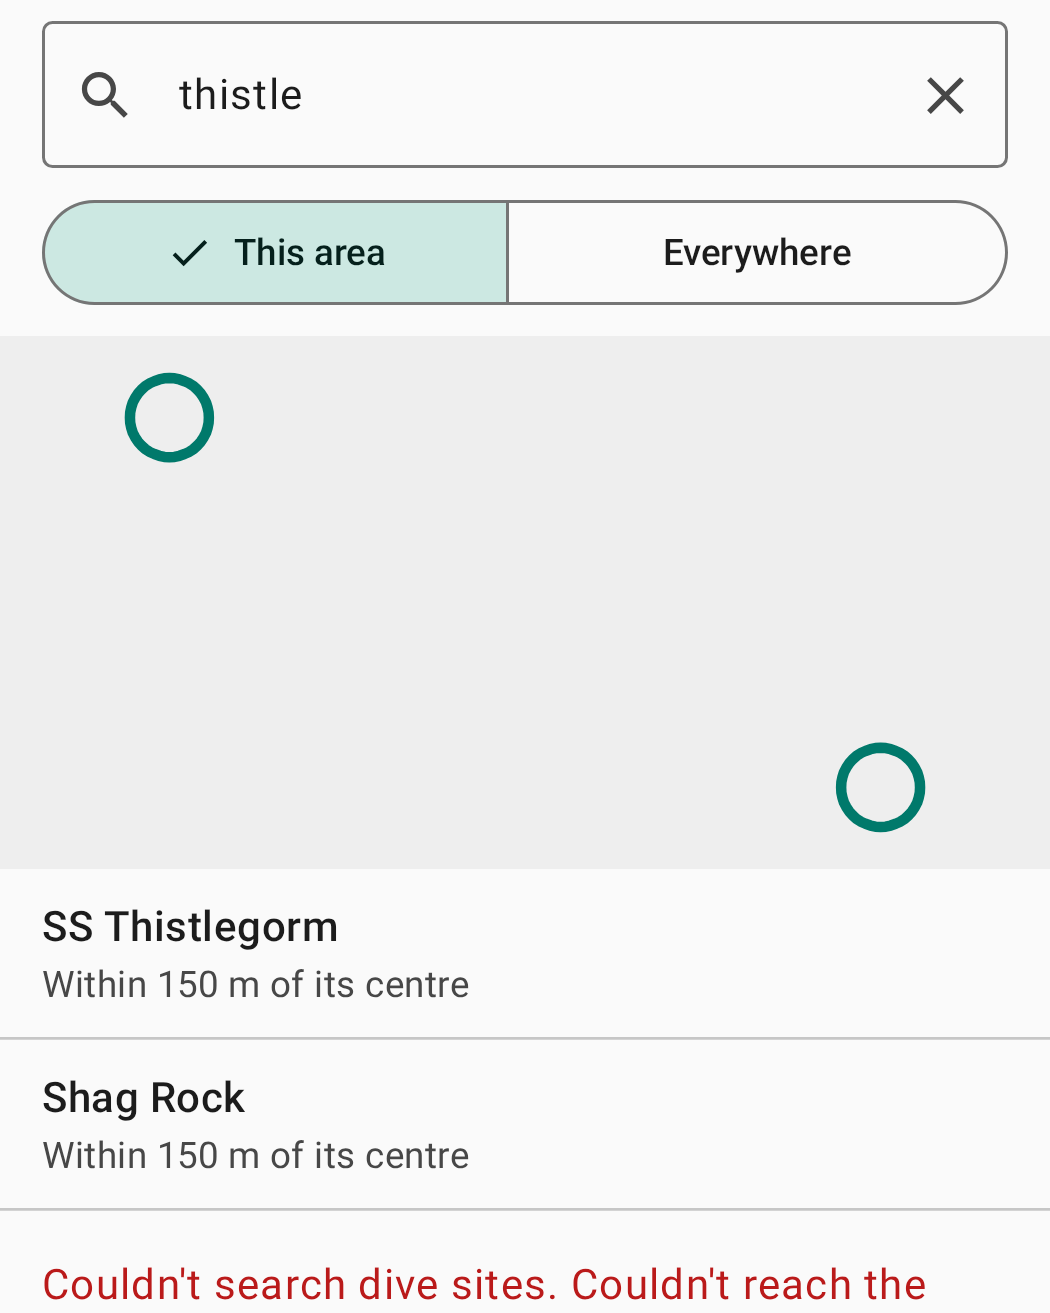 thistle
This area
Everywhere
SS Thistlegorm
Within 150 m of its centre
Shag Rock
Within 150 m of its centre
Couldn't search dive sites. Couldn't reach the